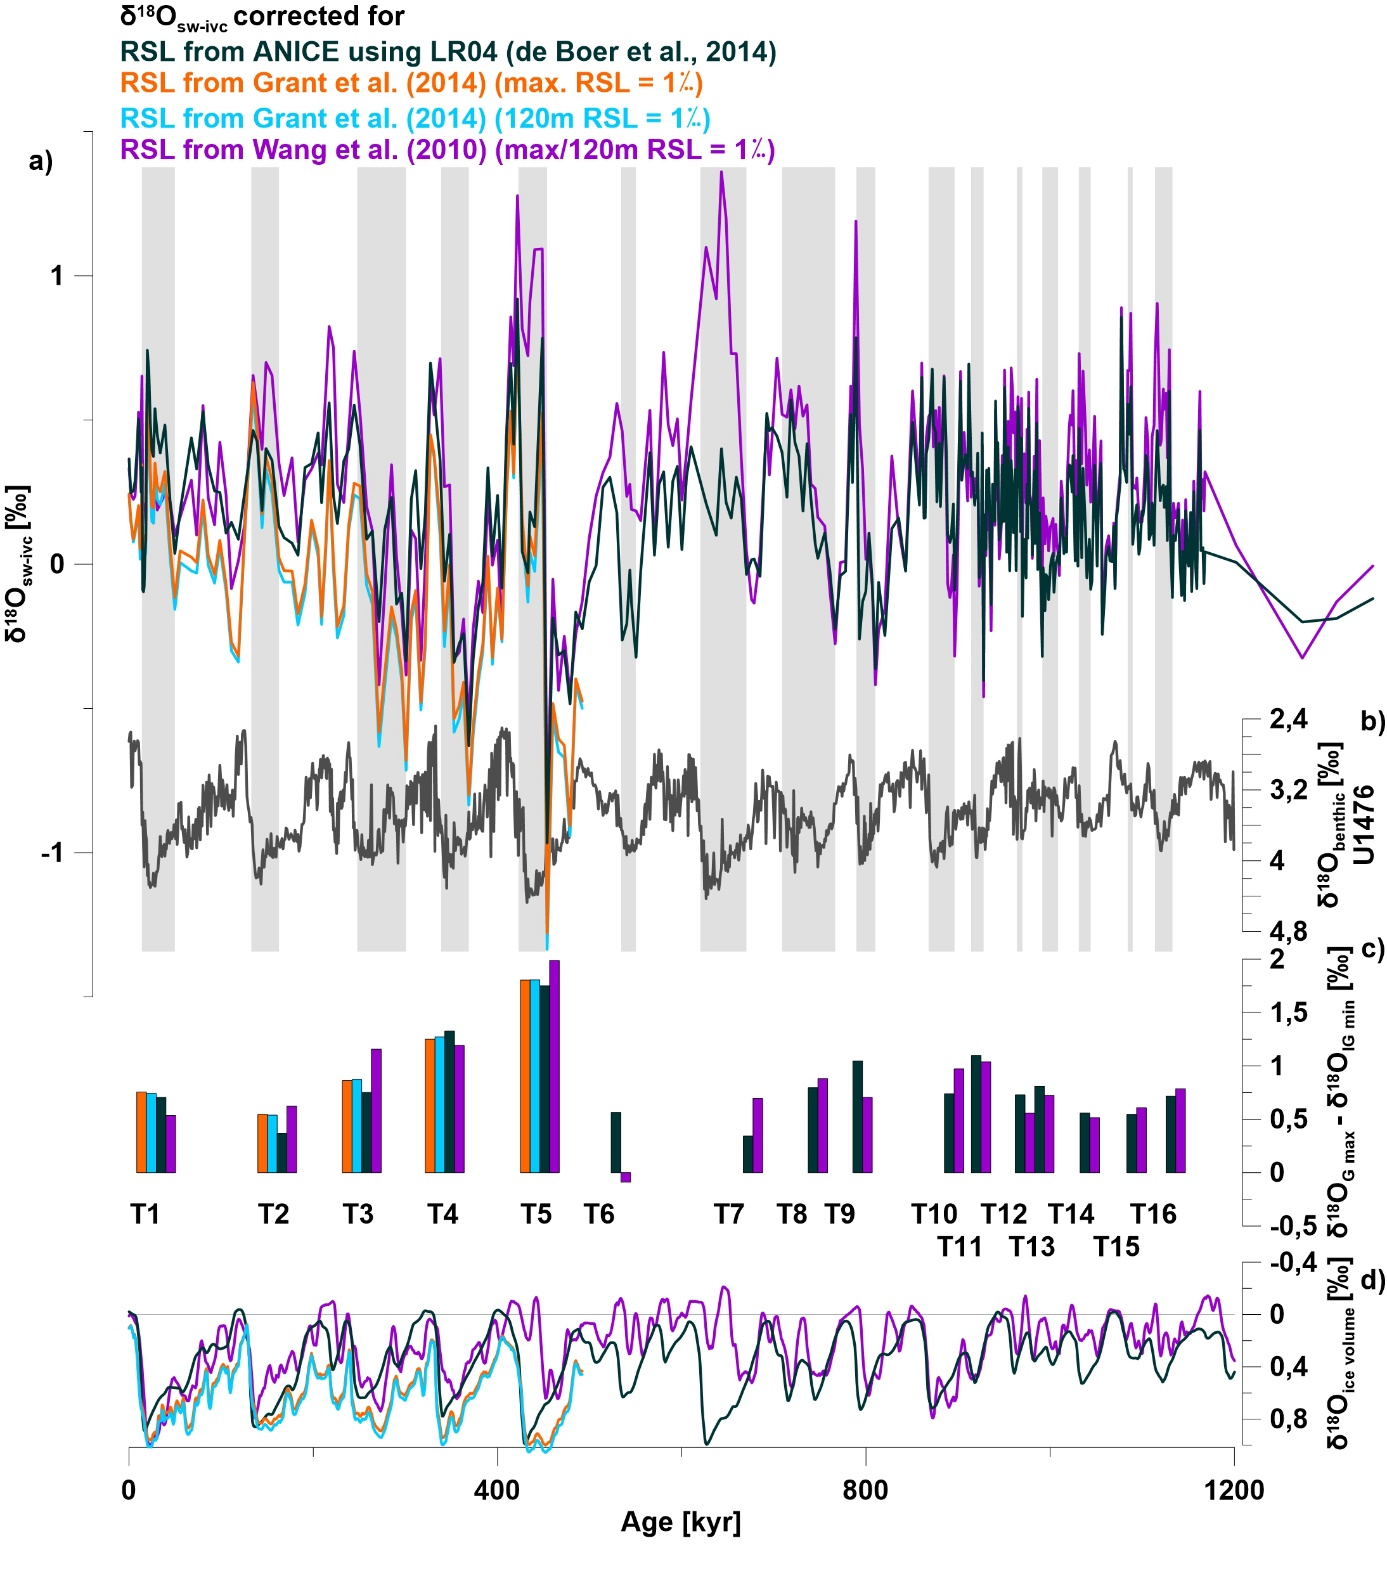 δ¹⁸Osw-ivc corrected for
RSL from ANICE using LR04 (de Boer et al., 2014)
RSL from Grant et al. (2014) (max. RSL = 1‰)
RSL from Grant et al. (2014) (120m RSL = 1‰)
RSL from Wang et al. (2010) (max/120m RSL = 1‰)
a)
1
0
-1
δ¹⁸Osw-ivc [‰]
b)
2,4
3,2
4
4,8
δ¹⁸Obenthic [‰]
U1476
c)
2
1,5
1
0,5
0
-0,5
δ¹⁸OG max - δ¹⁸OIG min [‰]
T1 T2 T3 T4 T5 T6 T7 T8 T9 T10 T12 T14 T16
T11 T13 T15
d)
-0,4
0
0,4
0,8
δ¹⁸Oice volume [‰]
0 400 800 1200
Age [kyr]